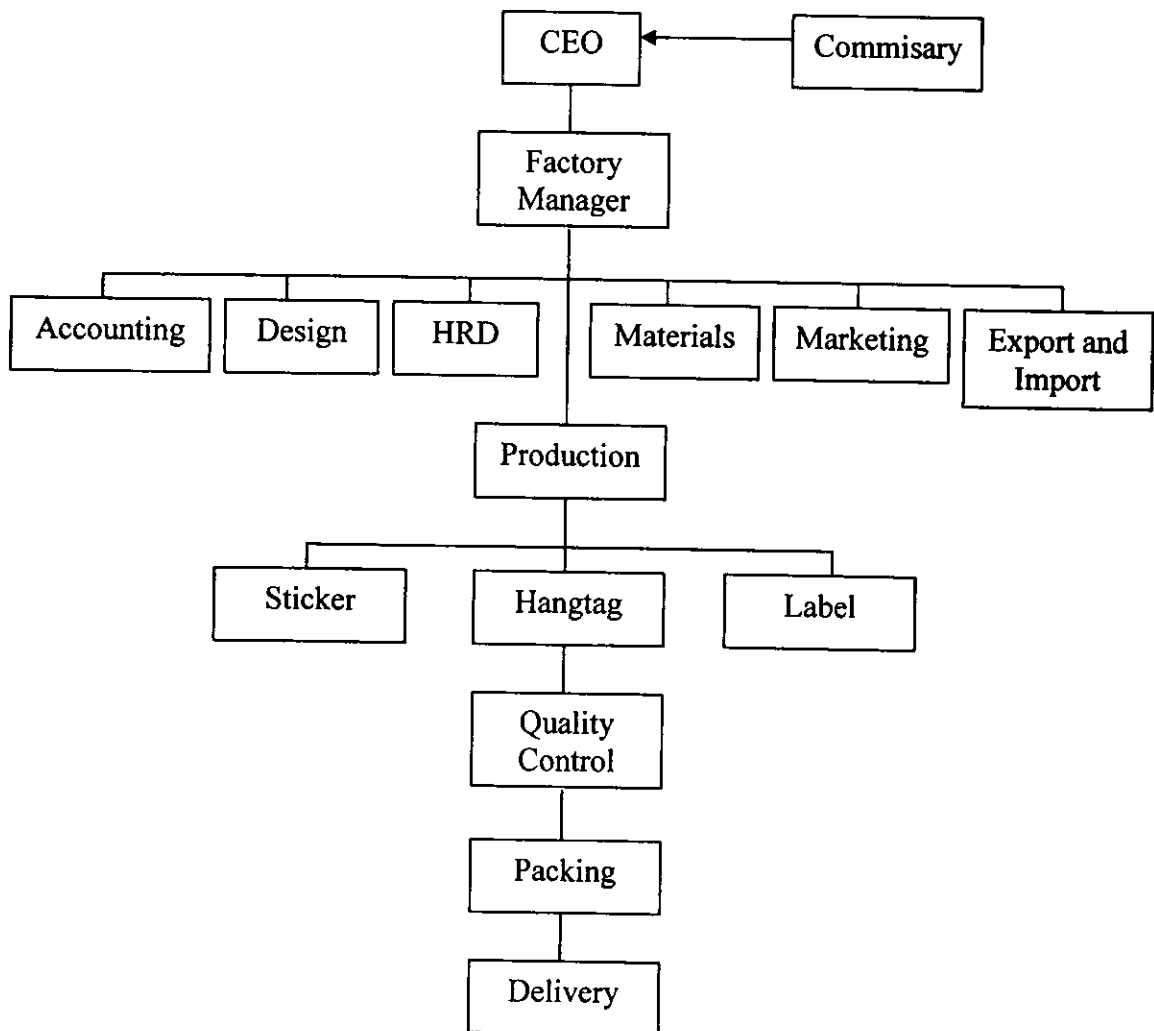 CEO
Commisary
Factory
Manager
Accounting
Design
HRD
Materials
Marketing
Export and
Import
Production
Sticker
Hangtag
Label
Quality
Control
Packing
Delivery